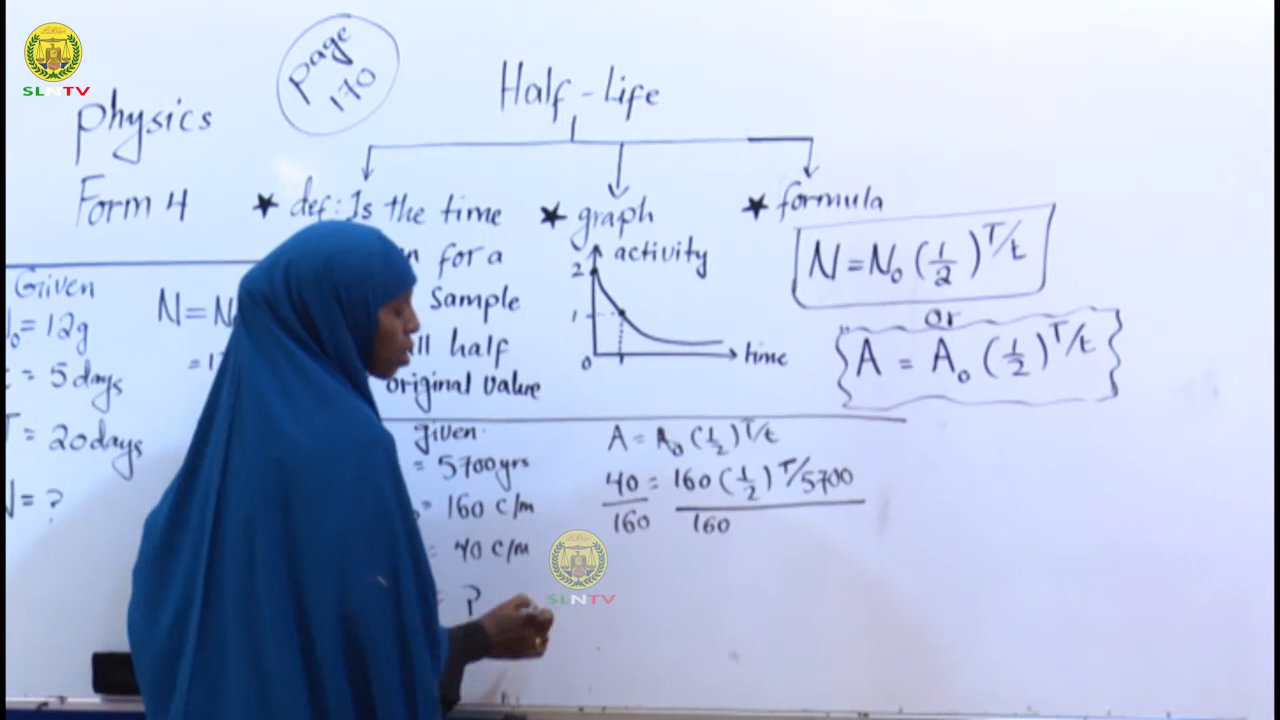 SLNTV
Physics
Form 4
page
170
Half-Life
★ def: Is the time
for a
Sample
half
original value
★ graph
activity
2
1
0
time
★ formula
N = N₀ (1/2)^T/t
or
A = A₀ (1/2)^T/t
Given
= 12g
= 5 days
T = 20 days
N = ?
N = N
given
= 5700 yrs
= 160 c/m
= 40 c/m
?
A = A₀ (1/2)^T/t
40 = 160 (1/2)^T/5700
160 160
SLNTV